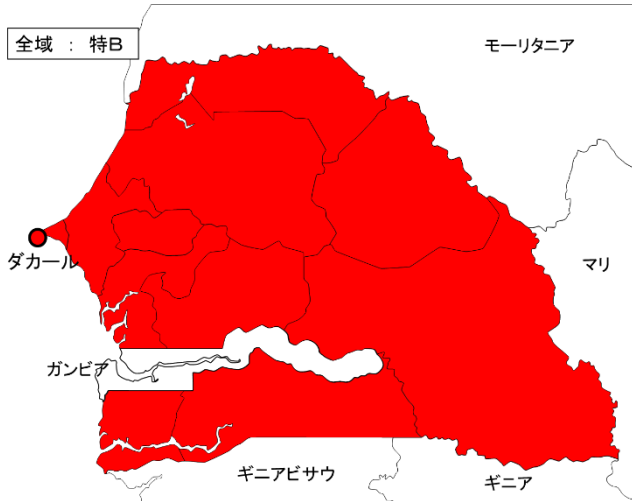 全域 : 特B
モーリタニア
ダカール
マリ
ガンビア
ギニアビサウ
ギニア